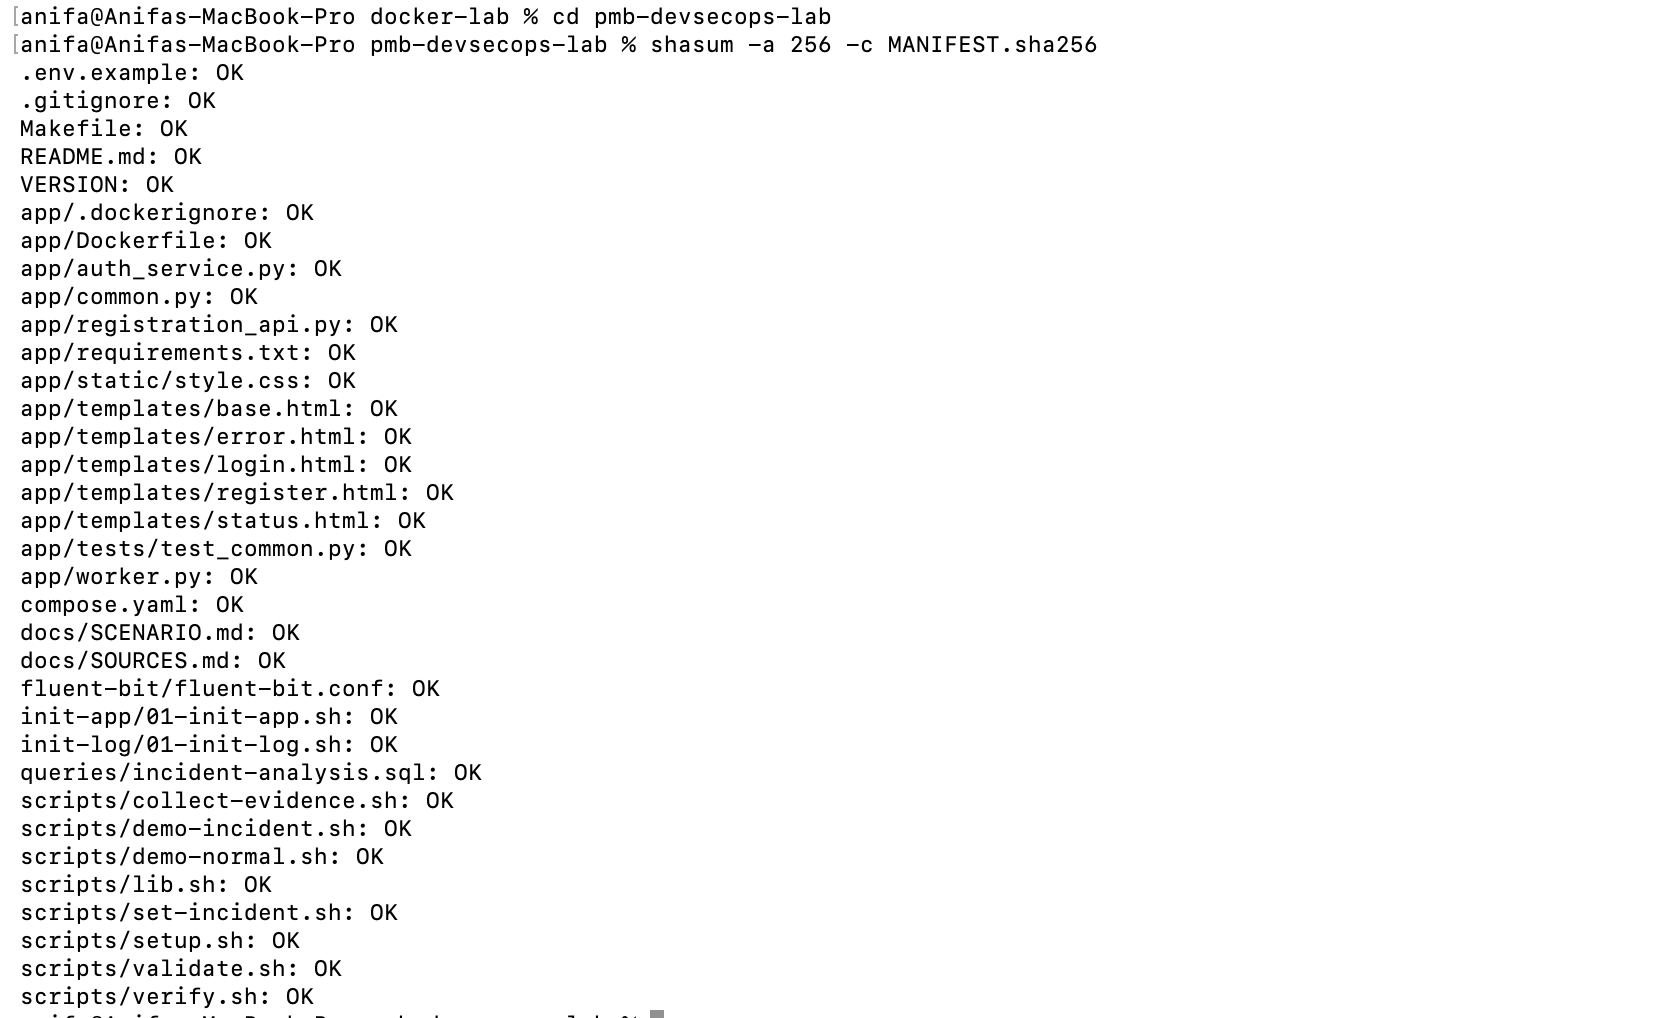 [anifa@Anifas-MacBook-Pro docker-lab % cd pmb-devsecops-lab
[anifa@Anifas-MacBook-Pro pmb-devsecops-lab % shasum -a 256 -c MANIFEST.sha256
.env.example: OK
.gitignore: OK
Makefile: OK
README.md: OK
VERSION: OK
app/.dockerignore: OK
app/Dockerfile: OK
app/auth_service.py: OK
app/common.py: OK
app/registration_api.py: OK
app/requirements.txt: OK
app/static/style.css: OK
app/templates/base.html: OK
app/templates/error.html: OK
app/templates/login.html: OK
app/templates/register.html: OK
app/templates/status.html: OK
app/tests/test_common.py: OK
app/worker.py: OK
compose.yaml: OK
docs/SCENARIO.md: OK
docs/SOURCES.md: OK
fluent-bit/fluent-bit.conf: OK
init-app/01-init-app.sh: OK
init-log/01-init-log.sh: OK
queries/incident-analysis.sql: OK
scripts/collect-evidence.sh: OK
scripts/demo-incident.sh: OK
scripts/demo-normal.sh: OK
scripts/lib.sh: OK
scripts/set-incident.sh: OK
scripts/setup.sh: OK
scripts/validate.sh: OK
scripts/verify.sh: OK